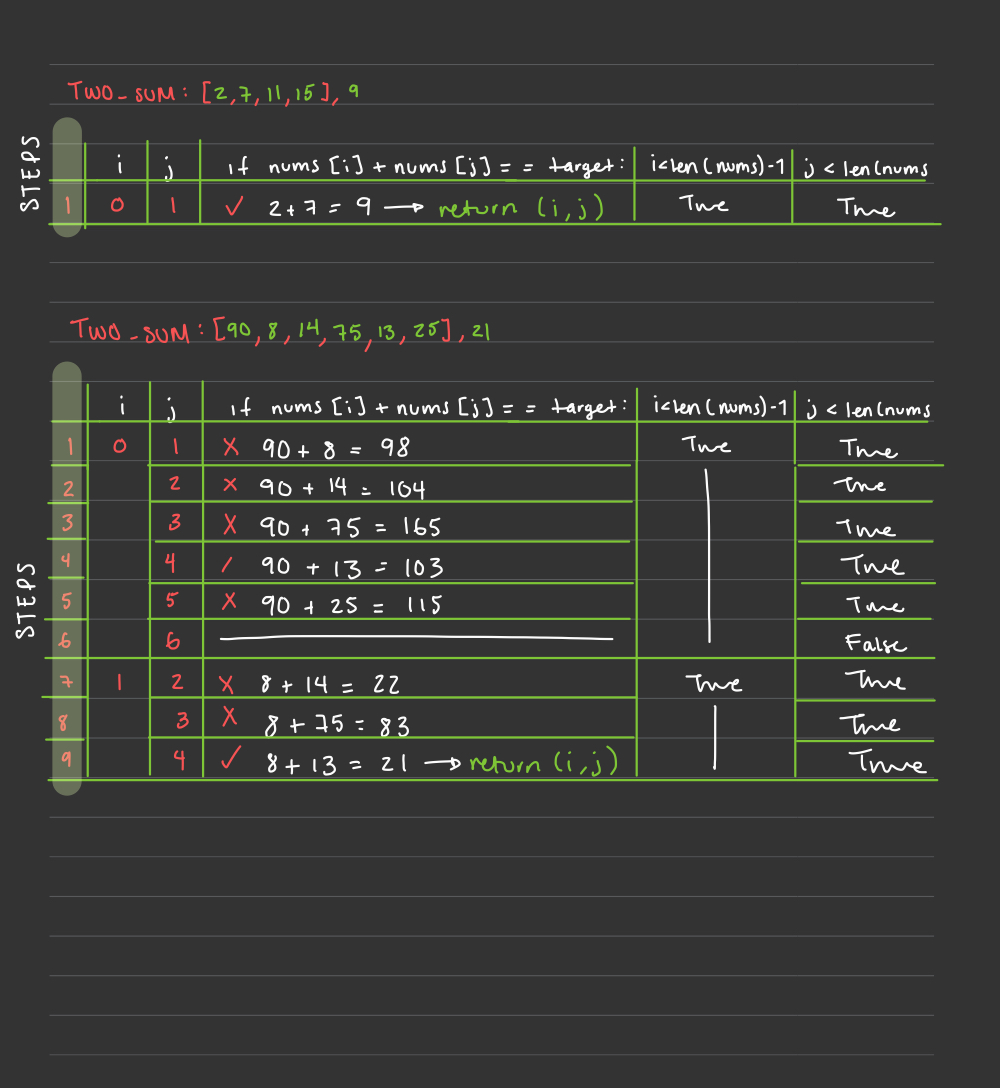 TWO_SUM: [2,7,11,15], 9
STEPS
i j if nums [i] + nums [j] == target: i<len(nums)-1 j < len(nums
1 0 1 ✓ 2+7 = 9 → return (i,j) True True
TWO_SUM: [90,8,14,75,13,25], 21
STEPS
i j if nums [i] + nums [j] == target: i<len(nums)-1 j < len(nums
1 0 1 X 90 + 8 = 98 True True
2 2 X 90 + 14 = 104 True
3 3 X 90 + 75 = 165 True
4 4 / 90 + 13 = 103 True
5 5 X 90 + 25 = 115 True
6 6 False
7 1 2 X 8 + 14 = 22 True True
8 3 X 8 + 75 = 83 True
9 4 ✓ 8 + 13 = 21 → return (i,j) True